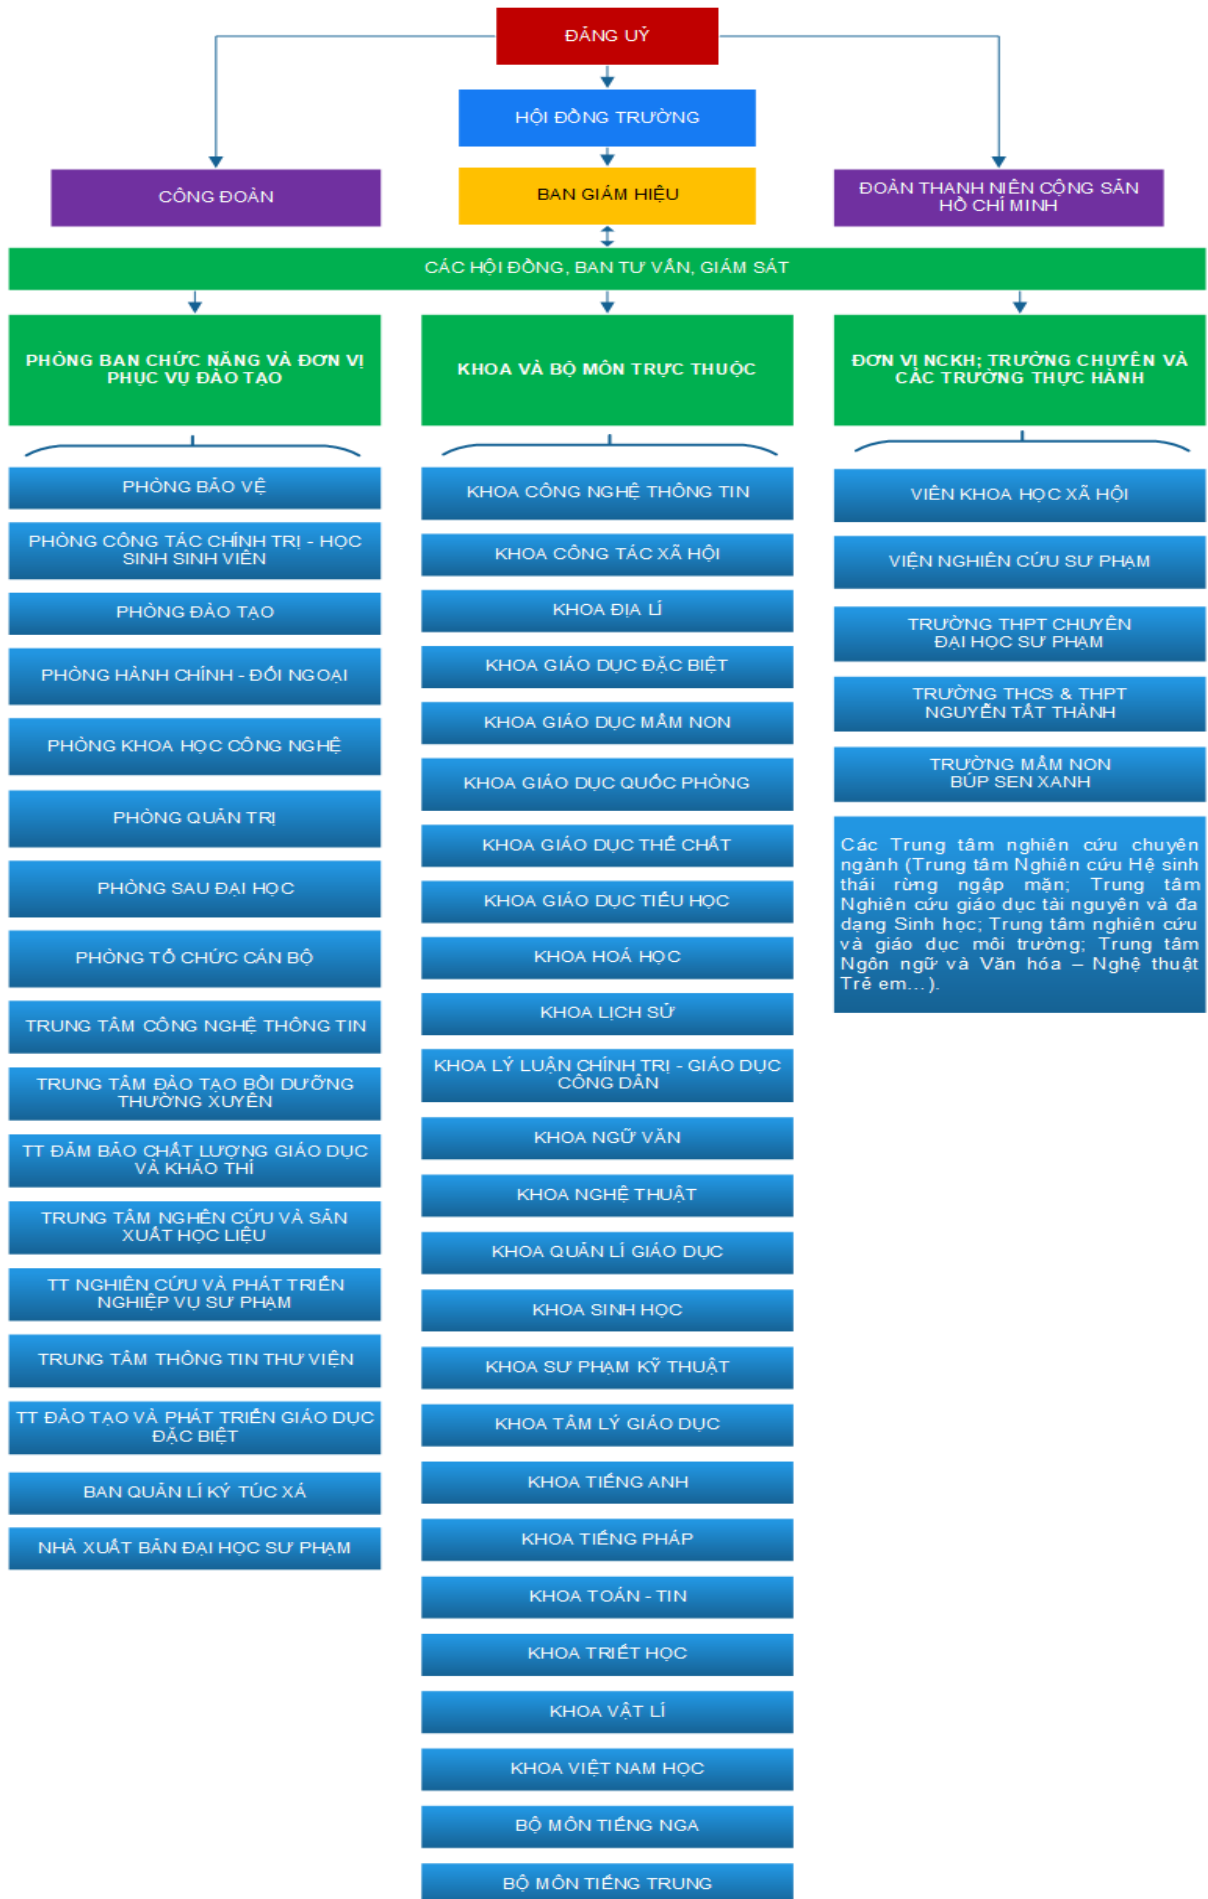 ĐẢNG UỶ
HỘI ĐỒNG TRƯỜNG
CÔNG ĐOÀN
BAN GIÁM HIỆU
ĐOÀN THANH NIÊN CỘNG SẢN
HỒ CHÍ MINH
CÁC HỘI ĐỒNG, BAN TƯ VẤN, GIÁM SÁT
PHÒNG BAN CHỨC NĂNG VÀ ĐƠN VỊ
PHỤC VỤ ĐÀO TẠO
PHÒNG BẢO VỆ
PHÒNG CÔNG TÁC CHÍNH TRỊ - HỌC
SINH SINH VIÊN
PHÒNG ĐÀO TẠO
PHÒNG HÀNH CHÍNH - ĐỐI NGOẠI
PHÒNG KHOA HỌC CÔNG NGHỆ
PHÒNG QUẢN TRỊ
PHÒNG SAU ĐẠI HỌC
PHÒNG TỔ CHỨC CÁN BỘ
TRUNG TÂM CÔNG NGHỆ THÔNG TIN
TRUNG TÂM ĐÀO TẠO BỒI DƯỠNG
THƯỜNG XUYÊN
TT ĐẢM BẢO CHẤT LƯỢNG GIÁO DỤC
VÀ KHẢO THÍ
TRUNG TÂM NGHÊN CỨU VÀ SẢN
XUẤT HỌC LIỆU
TT NGHIÊN CỨU VÀ PHÁT TRIỂN
NGHIỆP VỤ SƯ PHẠM
TRUNG TÂM THÔNG TIN THƯ VIỆN
TT ĐÀO TẠO VÀ PHÁT TRIỂN GIÁO DỤC
ĐẶC BIỆT
BAN QUẢN LÍ KÝ TÚC XÁ
NHÀ XUẤT BẢN ĐẠI HỌC SƯ PHẠM
KHOA VÀ BỘ MÔN TRỰC THUỘC
KHOA CÔNG NGHỆ THÔNG TIN
KHOA CÔNG TÁC XÃ HỘI
KHOA ĐỊA LÍ
KHOA GIÁO DỤC ĐẶC BIỆT
KHOA GIÁO DỤC MẦM NON
KHOA GIÁO DỤC QUỐC PHÒNG
KHOA GIÁO DỤC THỂ CHẤT
KHOA GIÁO DỤC TIỂU HỌC
KHOA HOÁ HỌC
KHOA LỊCH SỬ
KHOA LÝ LUẬN CHÍNH TRỊ - GIÁO DỤC
CÔNG DÂN
KHOA NGỮ VĂN
KHOA NGHỆ THUẬT
KHOA QUẢN LÍ GIÁO DỤC
KHOA SINH HỌC
KHOA SƯ PHẠM KỸ THUẬT
KHOA TÂM LÝ GIÁO DỤC
KHOA TIẾNG ANH
KHOA TIẾNG PHÁP
KHOA TOÁN - TIN
KHOA TRIẾT HỌC
KHOA VẬT LÍ
KHOA VIỆT NAM HỌC
BỘ MÔN TIẾNG NGA
BỘ MÔN TIẾNG TRUNG
ĐƠN VỊ NCKH; TRƯỜNG CHUYÊN VÀ
CÁC TRƯỜNG THỰC HÀNH
VIÊN KHOA HỌC XÃ HỘI
VIỆN NGHIÊN CỨU SƯ PHẠM
TRƯỜNG THPT CHUYÊN
ĐẠI HỌC SƯ PHẠM
TRƯỜNG THCS & THPT
NGUYỄN TẤT THÀNH
TRƯỜNG MẦM NON
BÚP SEN XANH
Các Trung tâm nghiên cứu chuyên
ngành (Trung tâm Nghiên cứu Hệ sinh
thái rừng ngập mặn; Trung tâm
Nghiên cứu giáo dục tài nguyên và đa
dạng Sinh học; Trung tâm nghiên cứu
và giáo dục môi trường; Trung tâm
Ngôn ngữ và Văn hóa – Nghệ thuật
Trẻ em...).